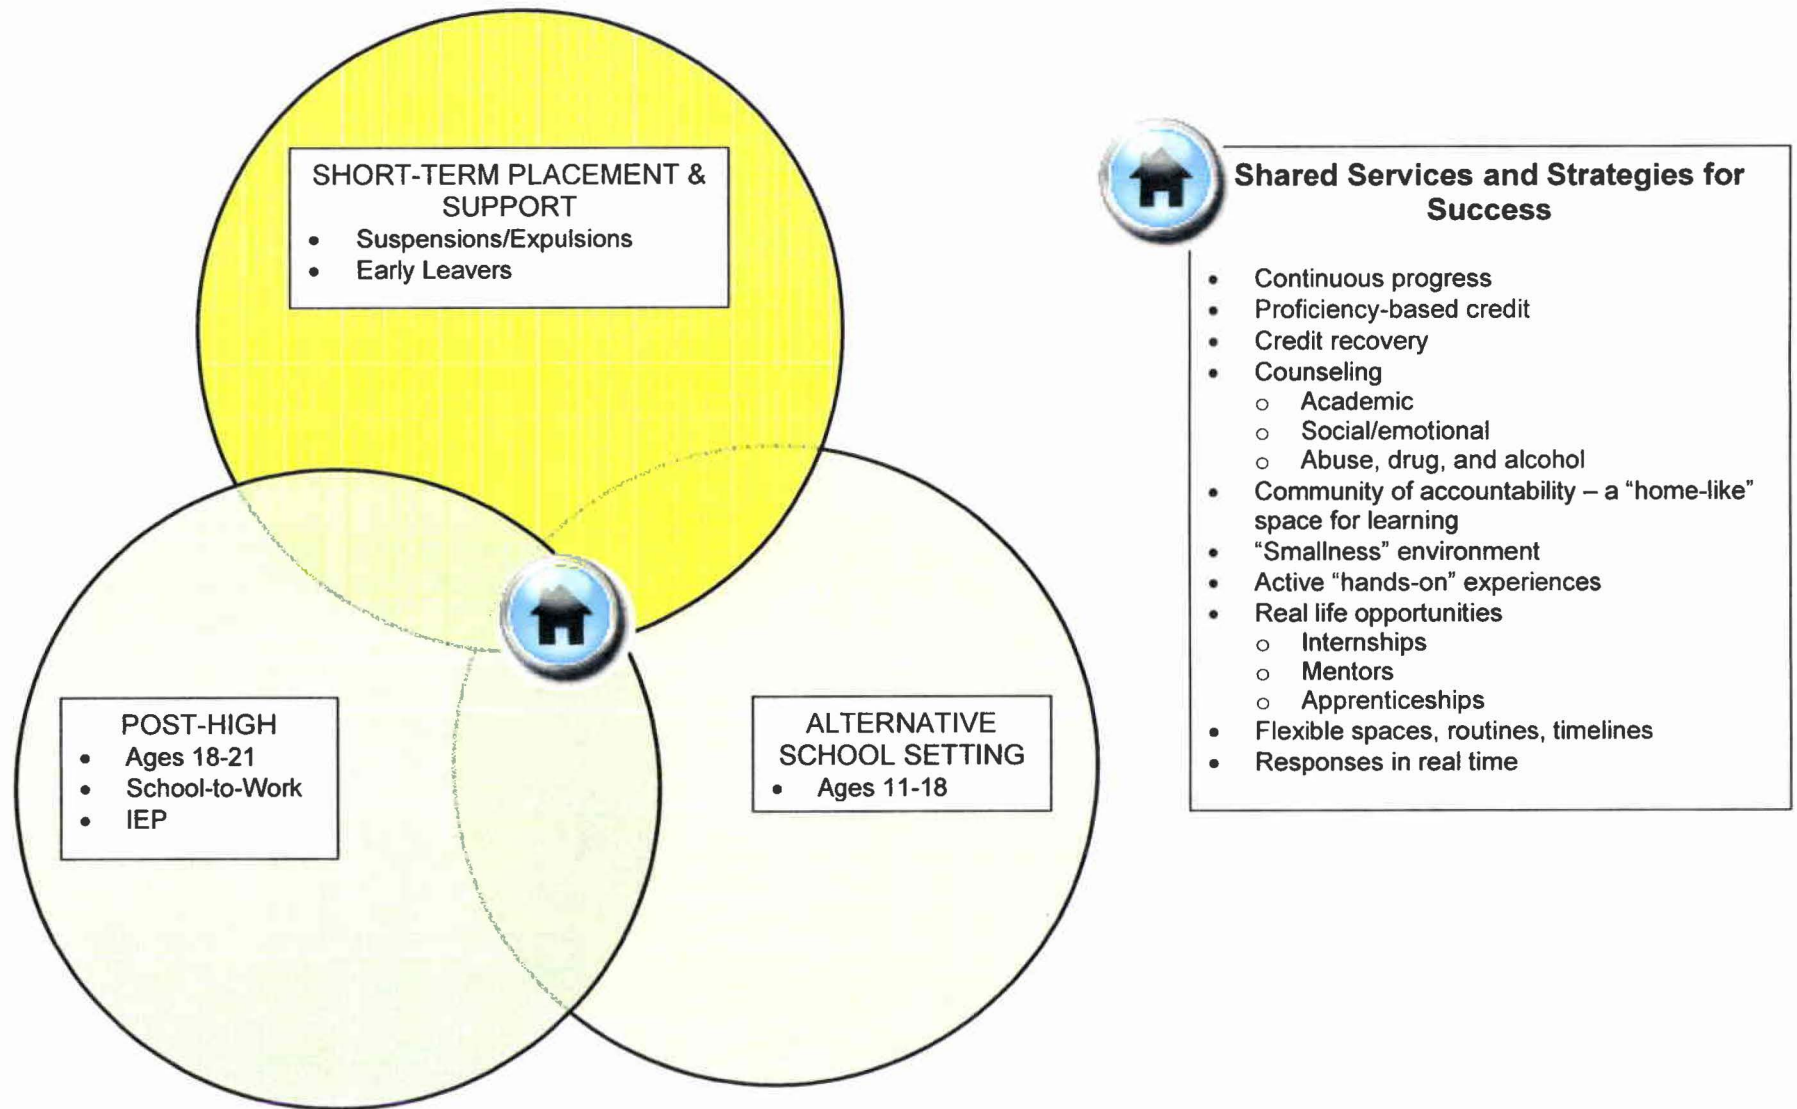 SHORT-TERM PLACEMENT &
SUPPORT
• Suspensions/Expulsions
• Early Leavers
POST-HIGH
• Ages 18-21
• School-to-Work
• IEP
ALTERNATIVE
SCHOOL SETTING
• Ages 11-18
Shared Services and Strategies for
Success
• Continuous progress
• Proficiency-based credit
• Credit recovery
• Counseling
o Academic
o Social/emotional
o Abuse, drug, and alcohol
• Community of accountability – a “home-like”
space for learning
• “Smallness” environment
• Active “hands-on” experiences
• Real life opportunities
o Internships
o Mentors
o Apprenticeships
• Flexible spaces, routines, timelines
• Responses in real time